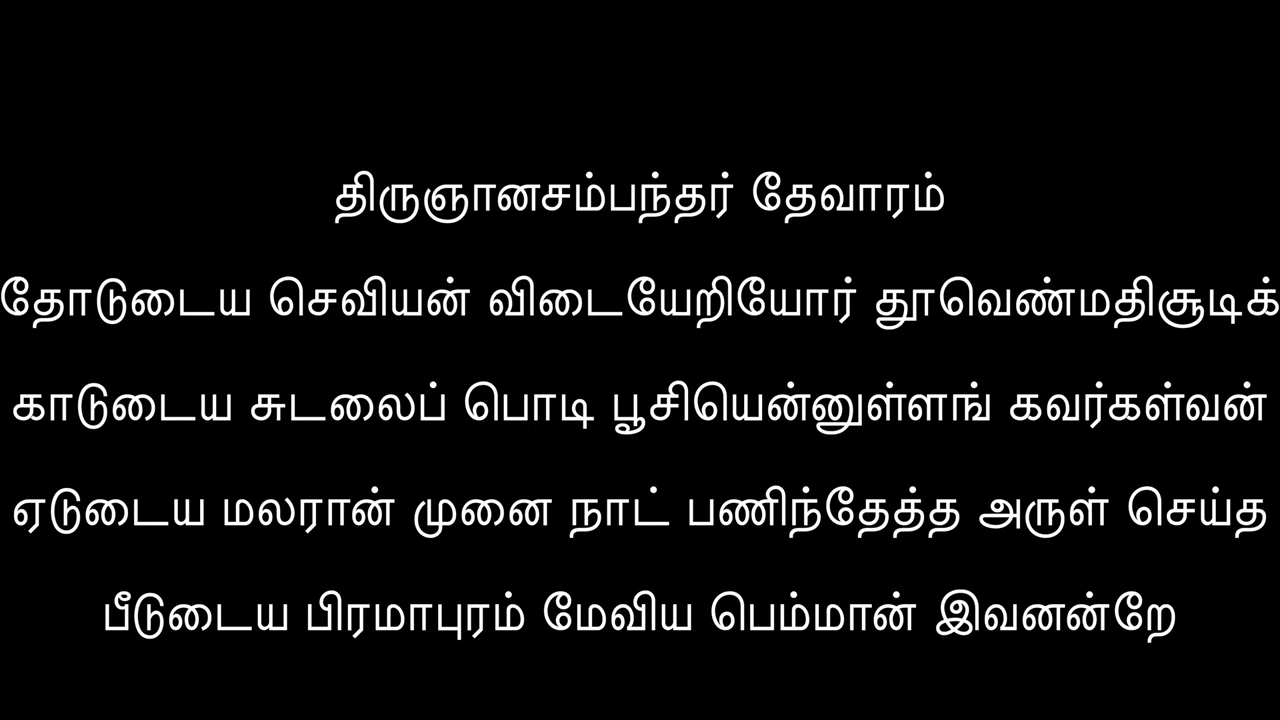 திருஞானசம்பந்தர் தேவாரம்
தோடுடைய செவியன் விடையேறியோர் தூவெண்மதிசூடிக்
காடுடைய சுடலைப் பொடி பூசியென்னுள்ளங் கவர்கள்வன்
ஏடுடைய மலரான் முனை நாட் பணிந்தேத்த அருள் செய்த
பீடுடைய பிரமாபுரம் மேவிய பெம்மான் இவனன்றே